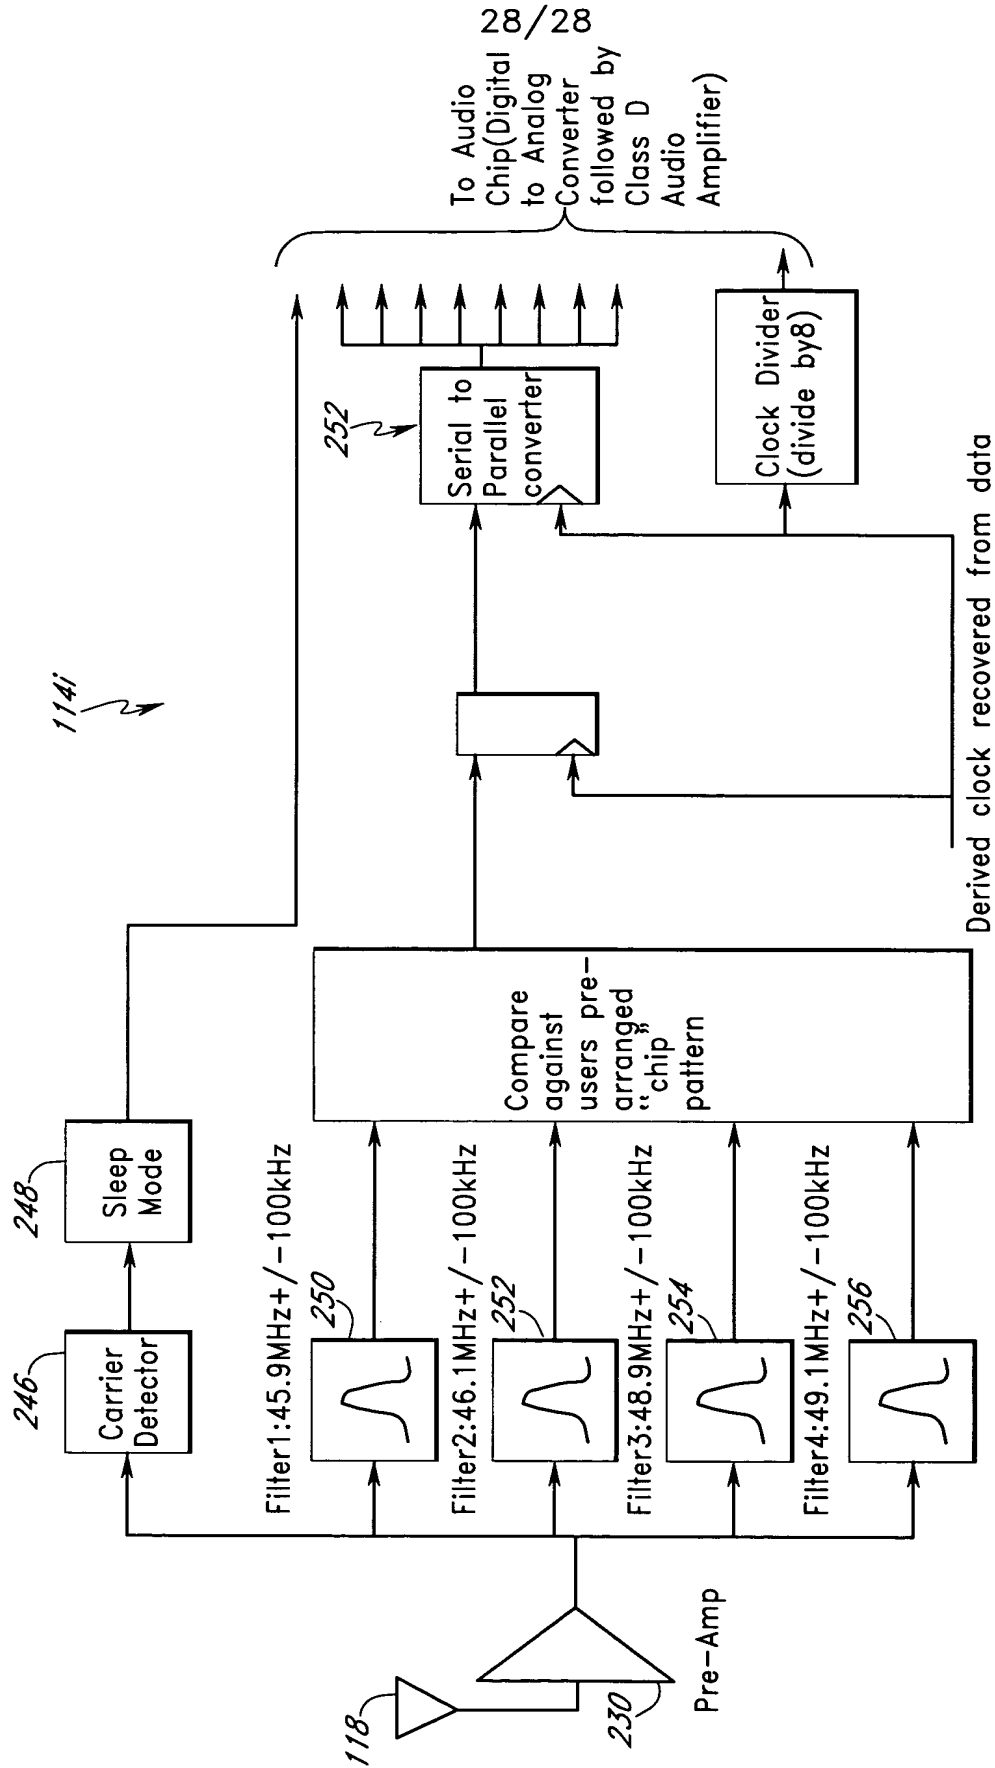 28/28
114i
118
230
Pre-Amp
246
Carrier
Detector
248
Sleep
Mode
Filter1:45.9MHz+/-100kHz
250
Filter2:46.1MHz+/-100kHz
252
Filter3:48.9MHz+/-100kHz
254
Filter4:49.1MHz+/-100kHz
256
Compare
against
users pre-
arranged
“chip”
pattern
252
Serial to
Parallel
converter
Clock Divider
(divide by8)
Derived clock recovered from data
To Audio
Chip(Digital
to Analog
Converter
followed by
Class D
Audio
Amplifier)